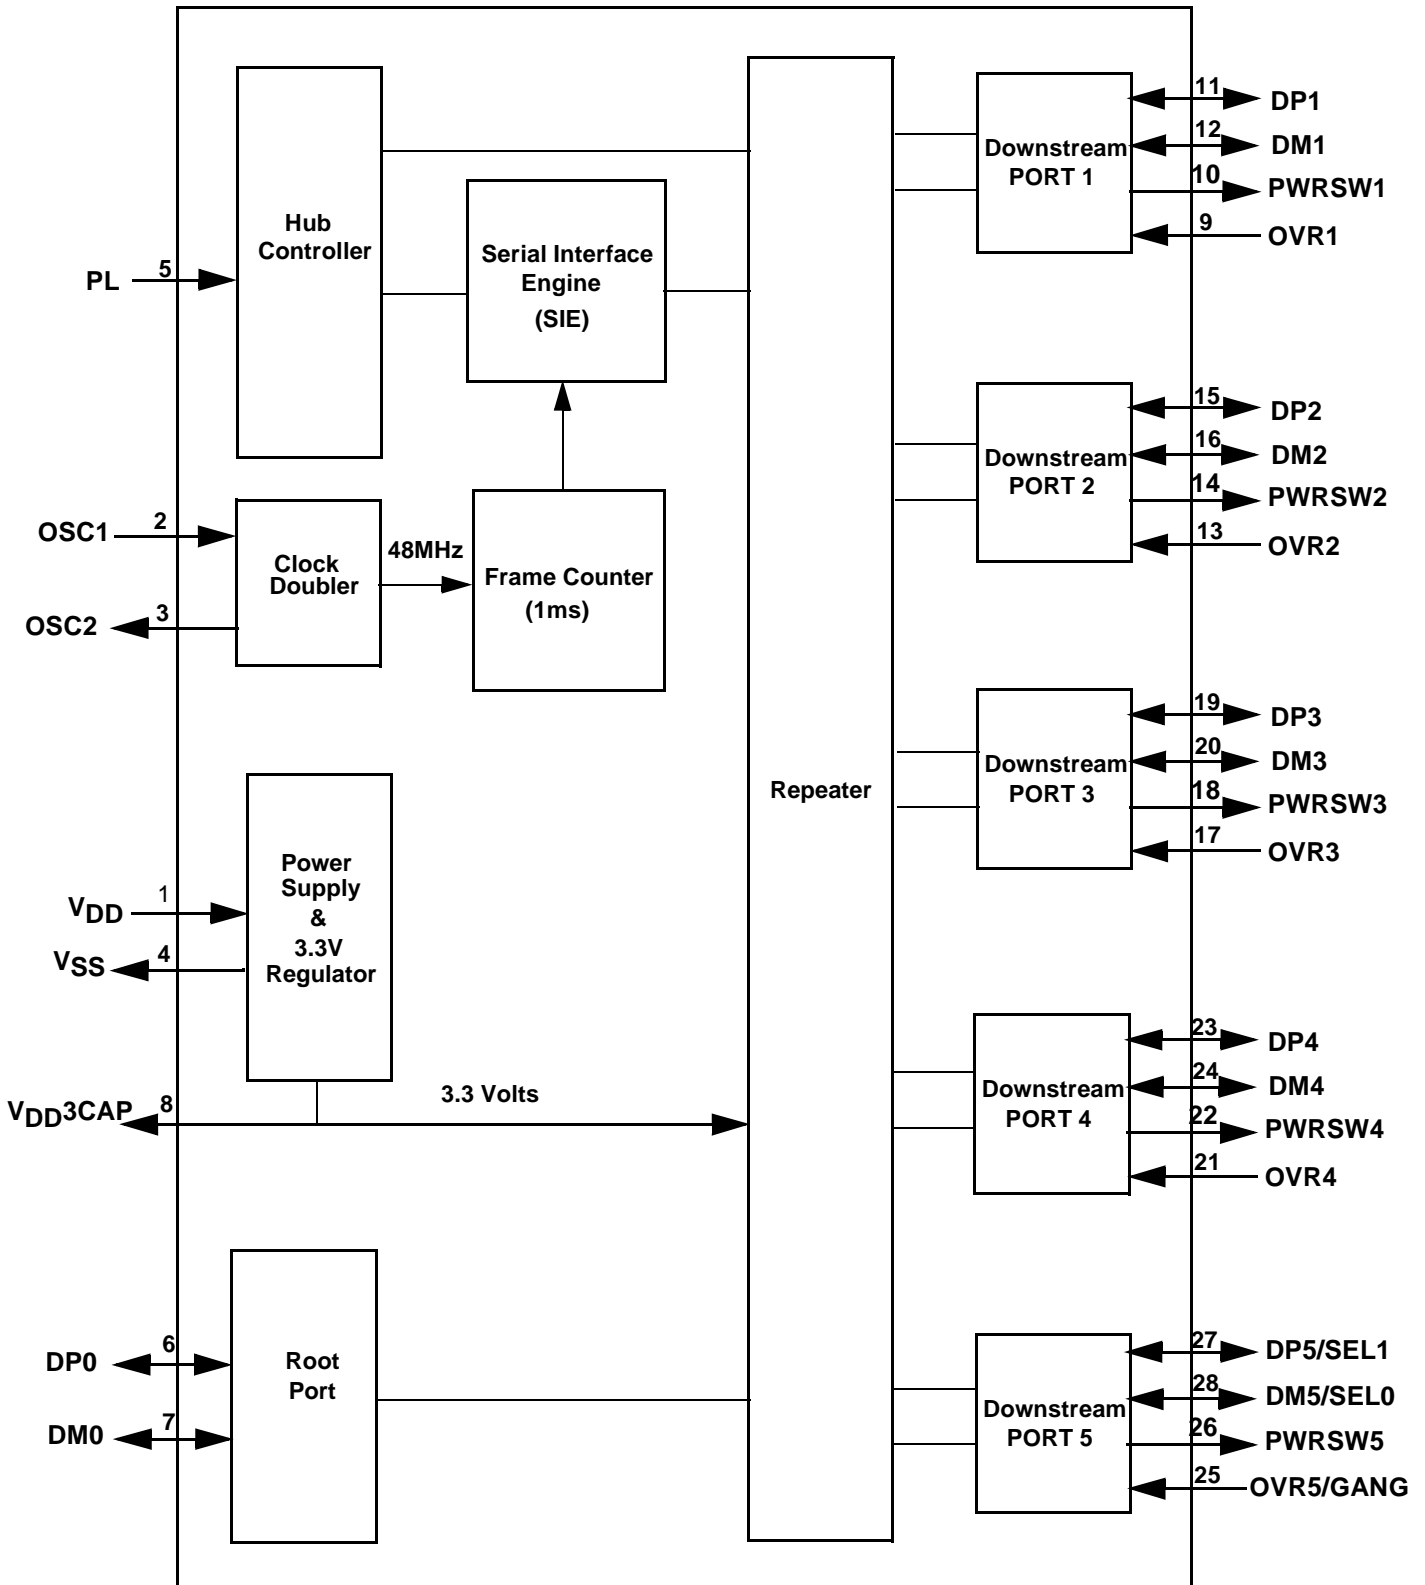 Hub
Controller
PL
5
Serial Interface
Engine
(SIE)
OSC1
2
OSC2
3
Clock
Doubler
48MHz
Frame Counter
(1ms)
Power
Supply
&
3.3V
Regulator
VDD
1
VSS
4
VDD3CAP
8
3.3 Volts
Root
Port
DP0
6
DM0
7
Repeater
Downstream
PORT 1
11
DP1
12
DM1
10
PWRSW1
9
OVR1
Downstream
PORT 2
15
DP2
16
DM2
14
PWRSW2
13
OVR2
Downstream
PORT 3
19
DP3
20
DM3
18
PWRSW3
17
OVR3
Downstream
PORT 4
23
DP4
24
DM4
22
PWRSW4
21
OVR4
Downstream
PORT 5
27
DP5/SEL1
28
DM5/SEL0
26
PWRSW5
25
OVR5/GANG